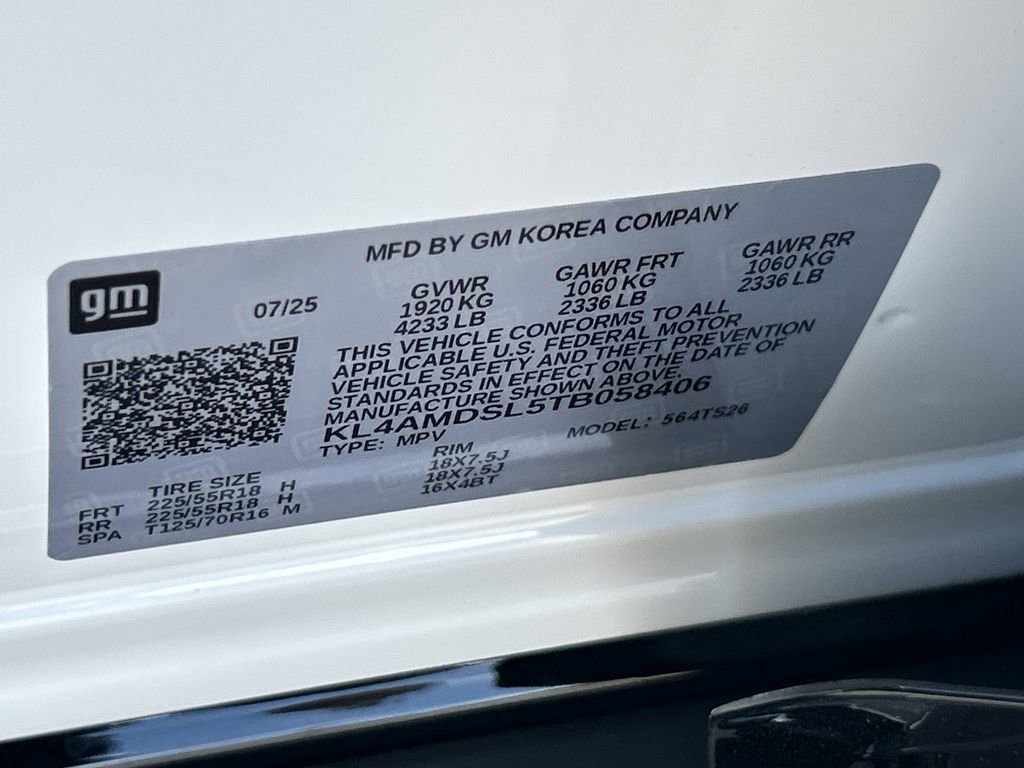 MFD BY GM KOREA COMPANY
gm
07/25
GVWR
1920 KG
4233 LB
GAWR FRT
1060 KG
2336 LB
GAWR RR
1060 KG
2336 LB
THIS VEHICLE CONFORMS TO ALL
APPLICABLE U.S. FEDERAL MOTOR
VEHICLE SAFETY AND THEFT PREVENTION
STANDARDS IN EFFECT ON THE DATE OF
MANUFACTURE SHOWN ABOVE.
KL4AMDSL5TB058406
TYPE: MPV
MODEL: 564TS26
TIRE SIZE
RIM
FRT 225/55R18 H 18X7.5J
RR 225/55R18 H 18X7.5J
SPA T125/70R16 M 16X4BT